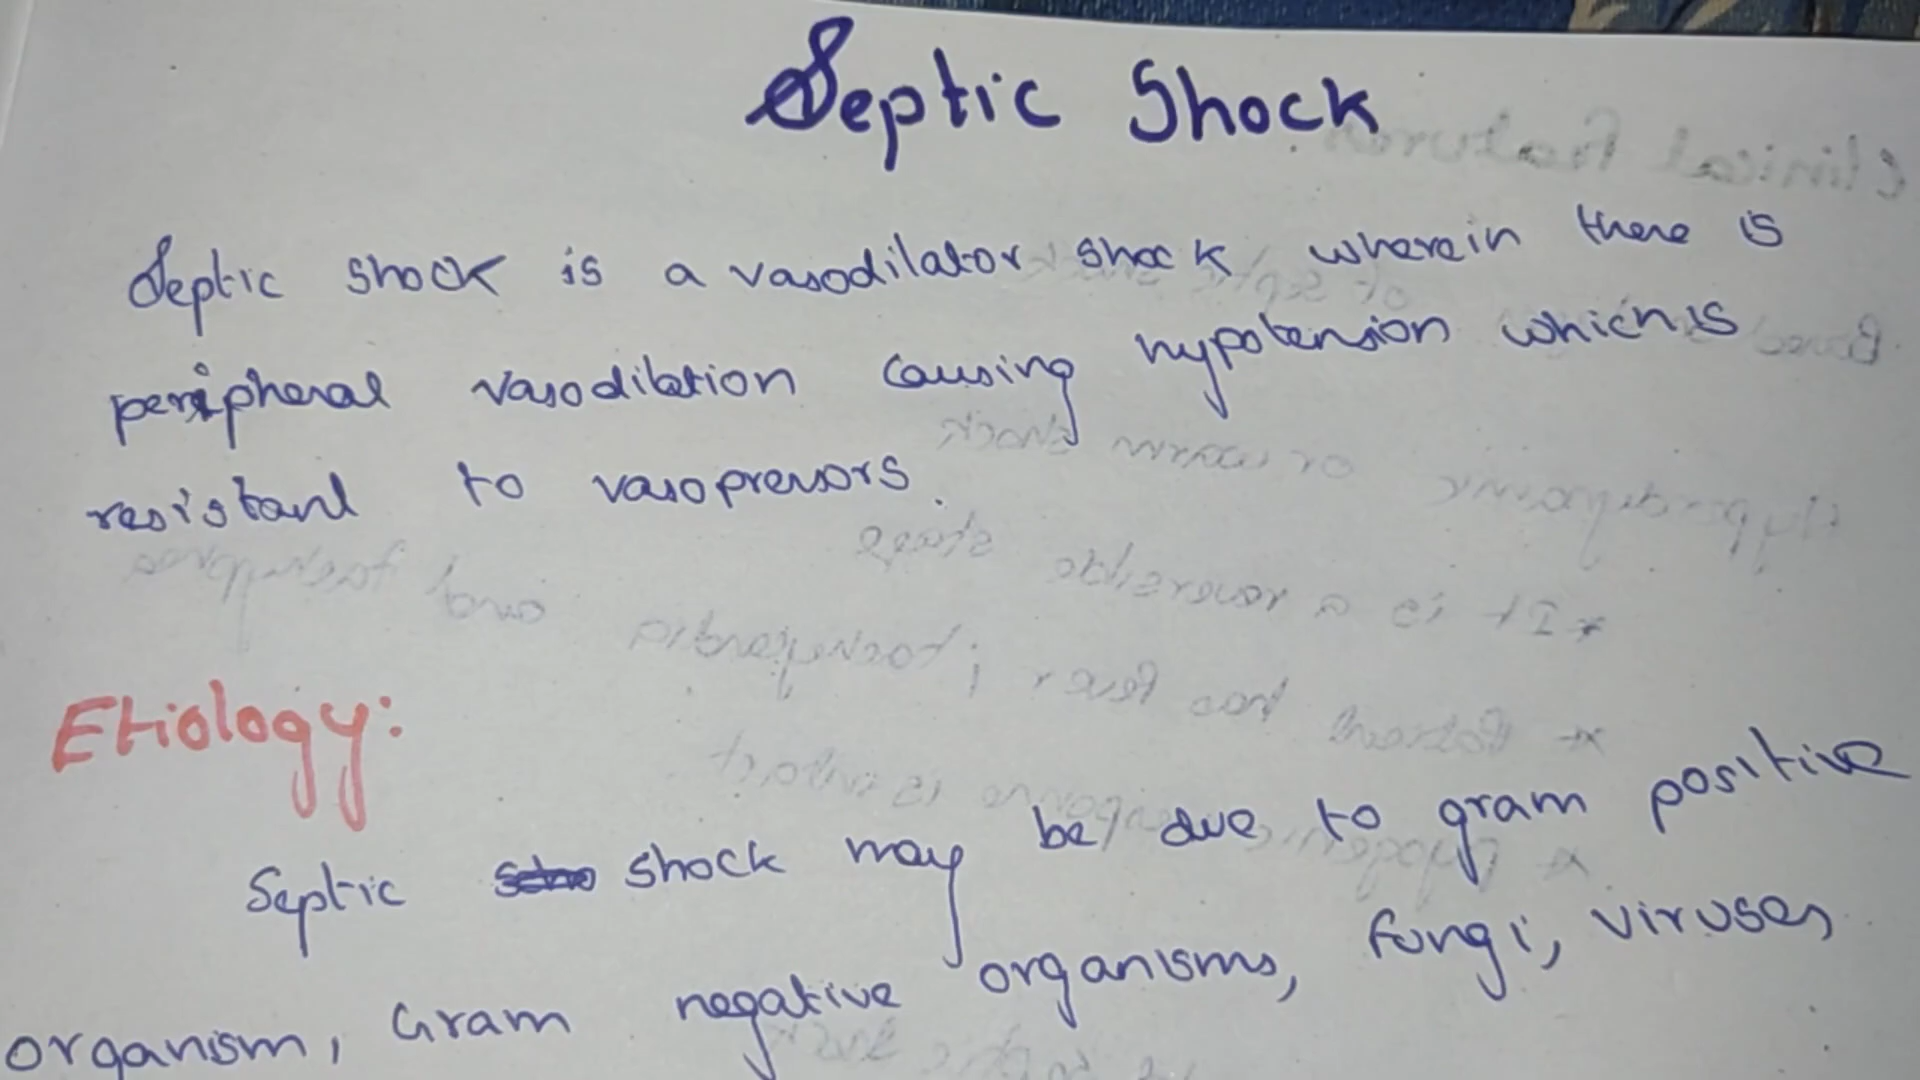 Septic Shock
Septic shock is a vasodilator shock wherein there is
peripheral vasodilation causing hypotension which is
resistant to vasopressors.
Etiology:
Septic shock may be due to gram positive
organism, Gram negative organisms, fungi, viruses,